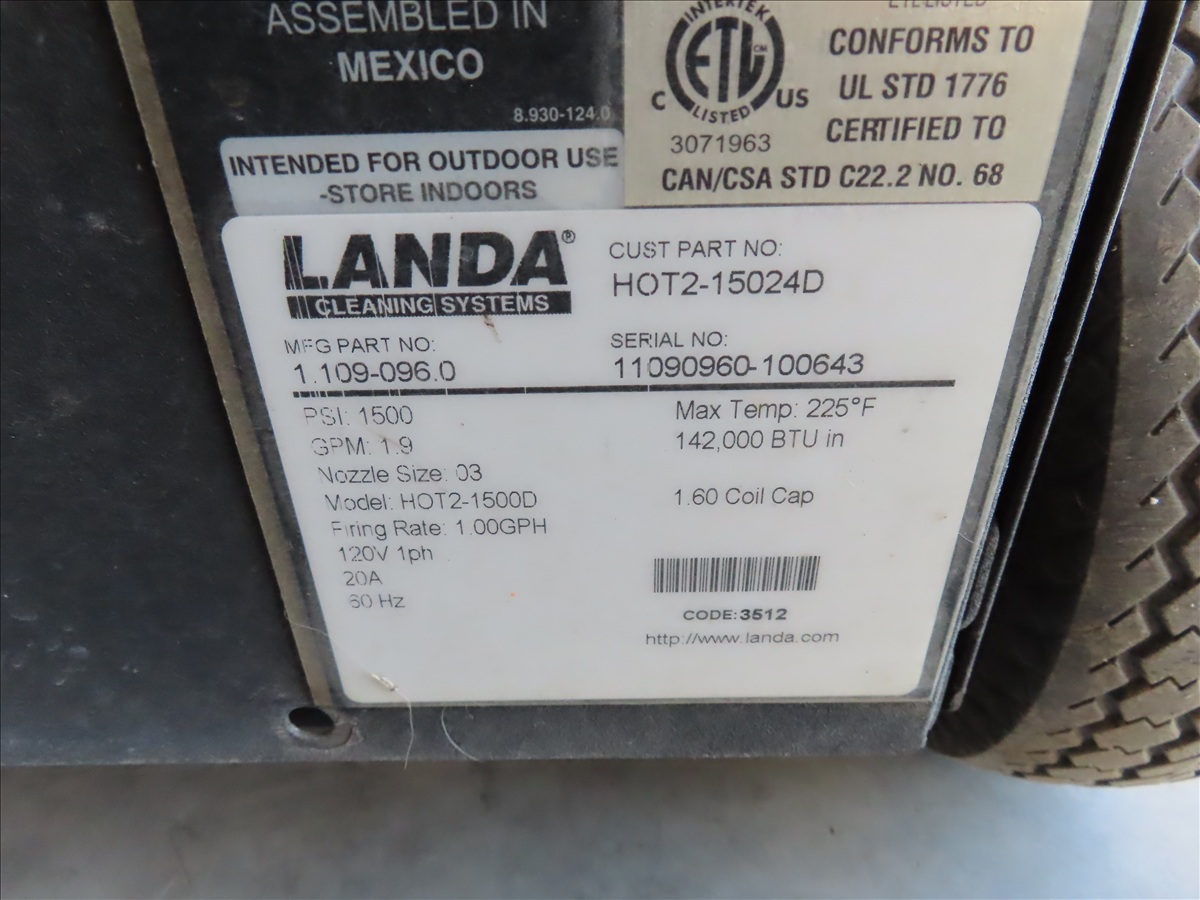 ASSEMBLED IN
MEXICO
8.930-124.0
INTERTEK
ETL
CM
LISTED
C US
3071963
ETL LISTED
CONFORMS TO
UL STD 1776
CERTIFIED TO
CAN/CSA STD C22.2 NO. 68
INTENDED FOR OUTDOOR USE
-STORE INDOORS
LANDA®
CLEANING SYSTEMS
CUST PART NO:
HOT2-15024D
MFG PART NO:
1.109-096.0
SERIAL NO:
11090960-100643
PSI: 1500
GPM: 1.9
Nozzle Size: 03
Model: HOT2-1500D
Firing Rate: 1.00GPH
120V 1ph
20A
60 Hz
Max Temp: 225°F
142,000 BTU in
1.60 Coil Cap
CODE:3512
http://www.landa.com